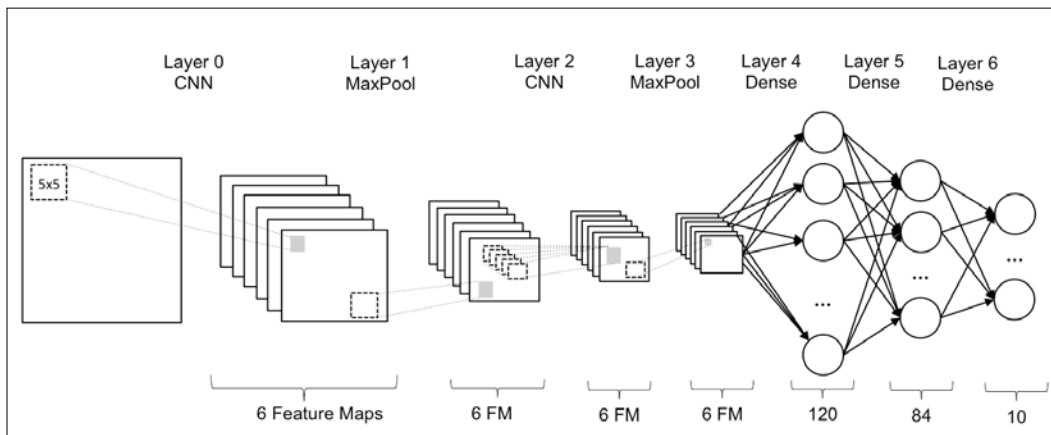 Layer 0
CNN
Layer 1
MaxPool
Layer 2
CNN
Layer 3
MaxPool
Layer 4
Dense
Layer 5
Dense
Layer 6
Dense
5x5
...
...
...
6 Feature Maps
6 FM
6 FM
6 FM
120
84
10